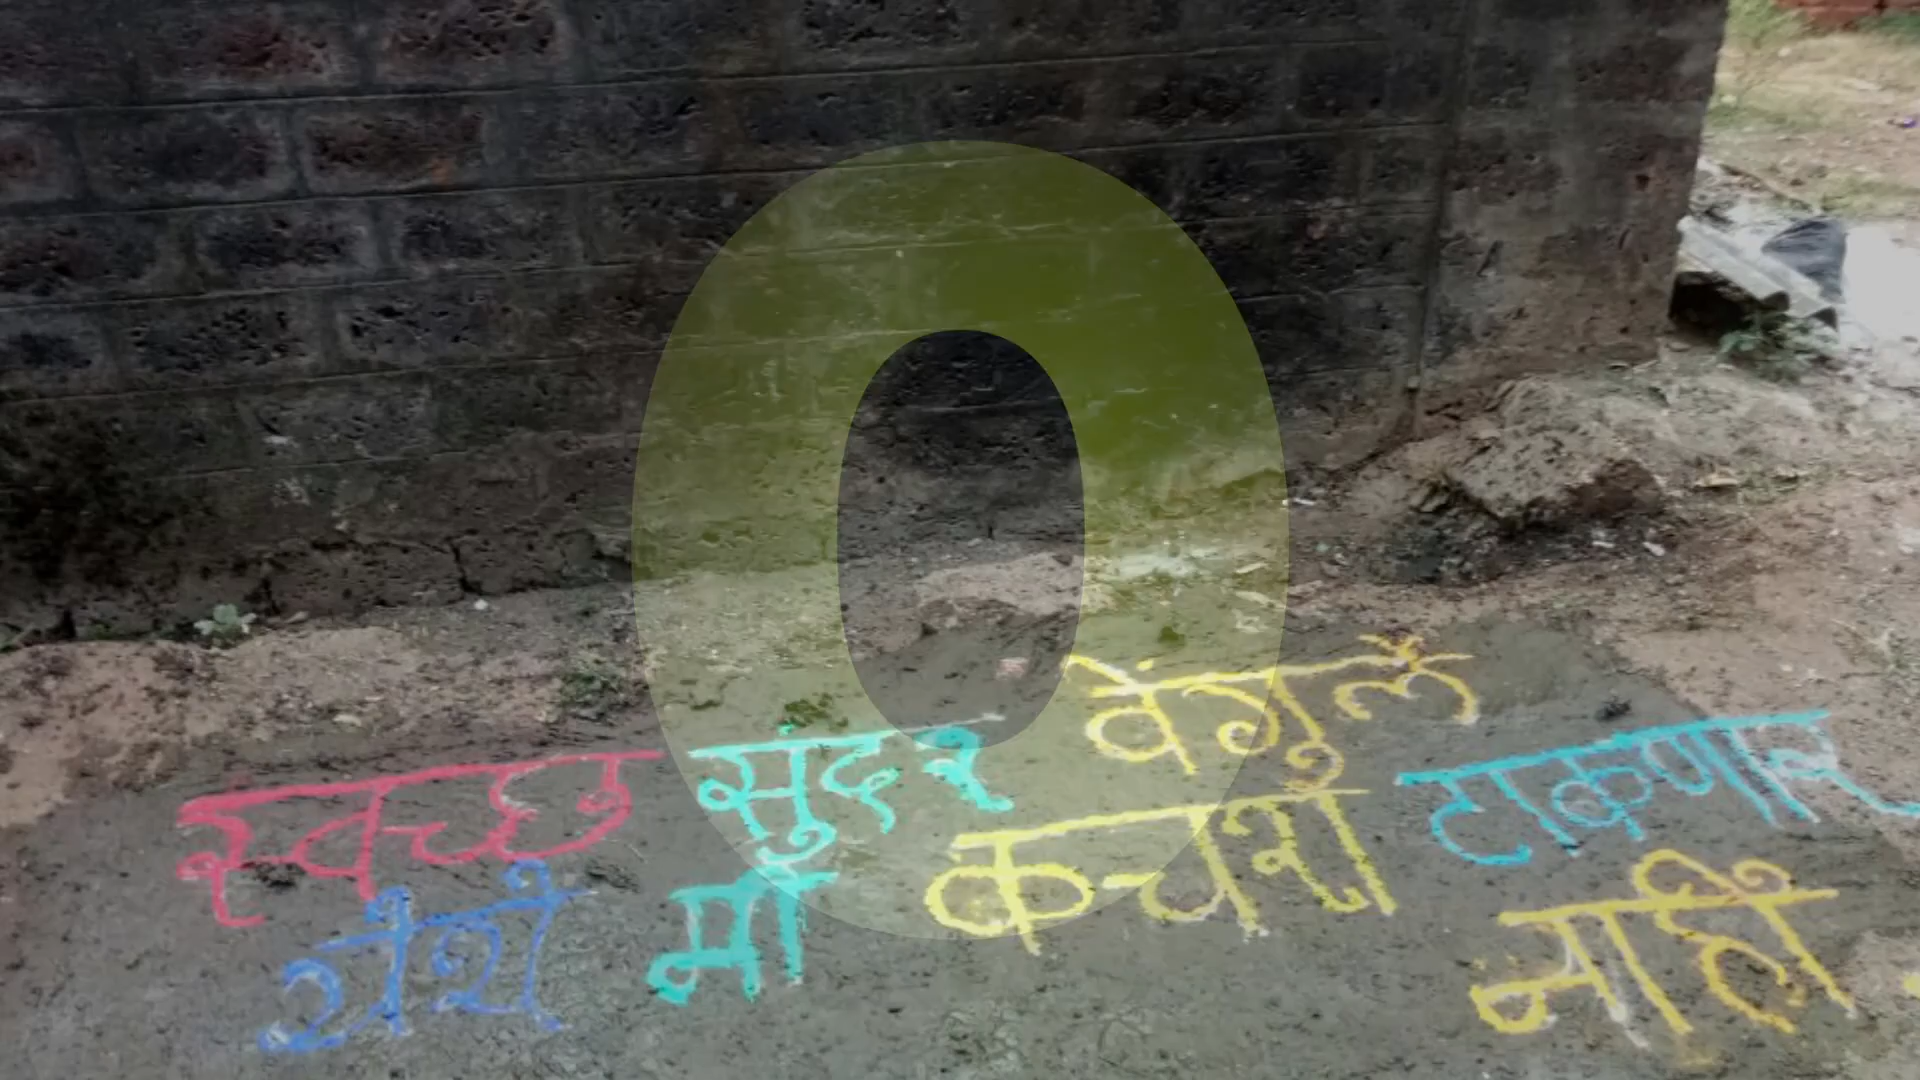 स्वच्छ सुंदर वेंगुर्ले
येथे मी कचरा टाकणार
नाही
0